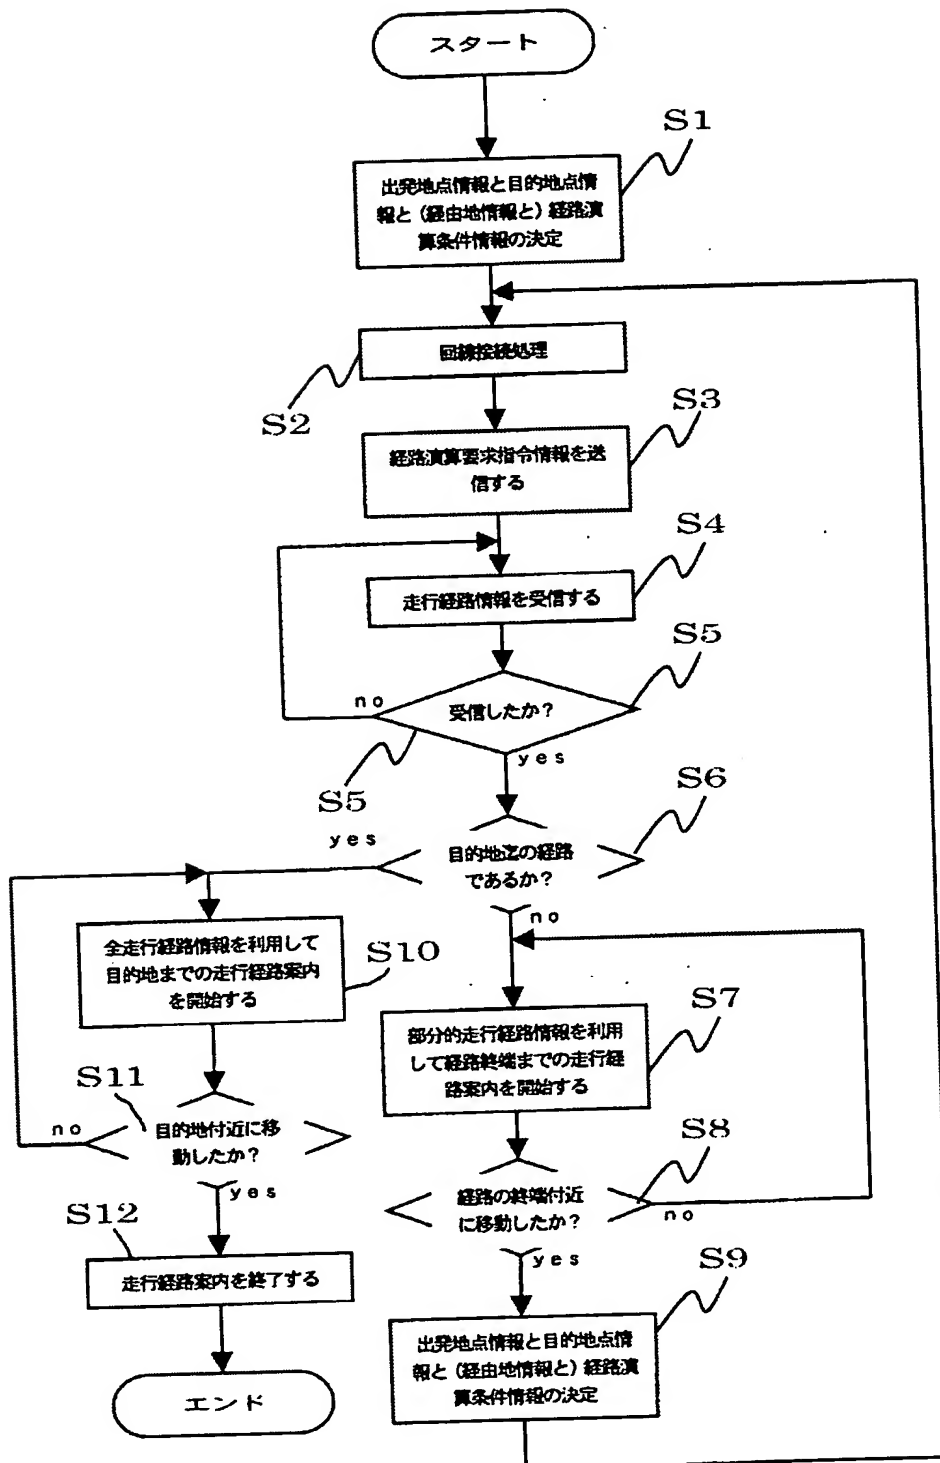 スタート
S1
出発地点情報と目的地点情
報と(経由地情報と)経路演
算条件情報の決定
回線接続処理
S2
S3
経路演算要求指令情報を送
信する
S4
走行経路情報を受信する
S5
no
受信したか?
yes
S5
S6
yes
目的地迄の経路
であるか?
no
全走行経路情報を利用して
目的地までの走行経路案内
を開始する
S10
S7
部分的走行経路情報を利用
して経路終端までの走行経
路案内を開始する
S11
no
目的地付近に移
動したか?
yes
S8
経路の終端付近
に移動したか?
no
yes
S12
走行経路案内を終了する
S9
出発地点情報と目的地点情
報と(経由地情報と)経路演
算条件情報の決定
エンド